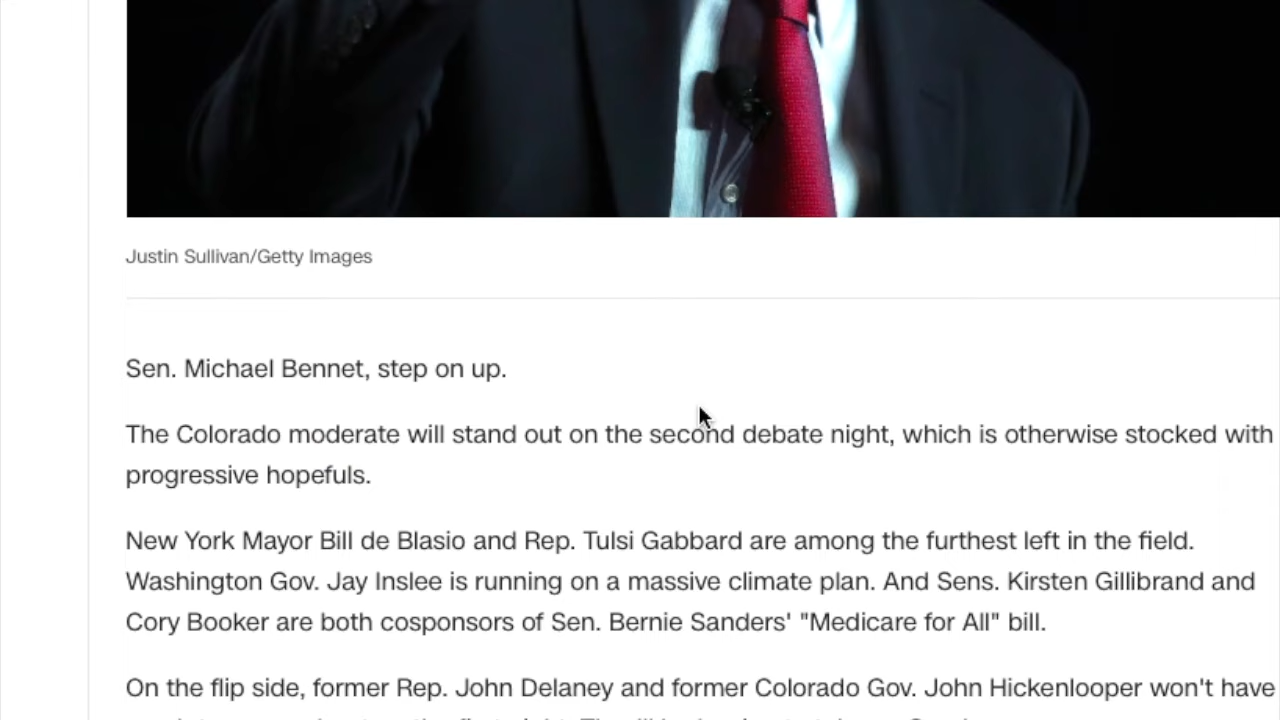 Justin Sullivan/Getty Images
Sen. Michael Bennet, step on up.
The Colorado moderate will stand out on the second debate night, which is otherwise stocked with
progressive hopefuls.
New York Mayor Bill de Blasio and Rep. Tulsi Gabbard are among the furthest left in the field.
Washington Gov. Jay Inslee is running on a massive climate plan. And Sens. Kirsten Gillibrand and
Cory Booker are both cosponsors of Sen. Bernie Sanders' "Medicare for All" bill.
On the flip side, former Rep. John Delaney and former Colorado Gov. John Hickenlooper won't have